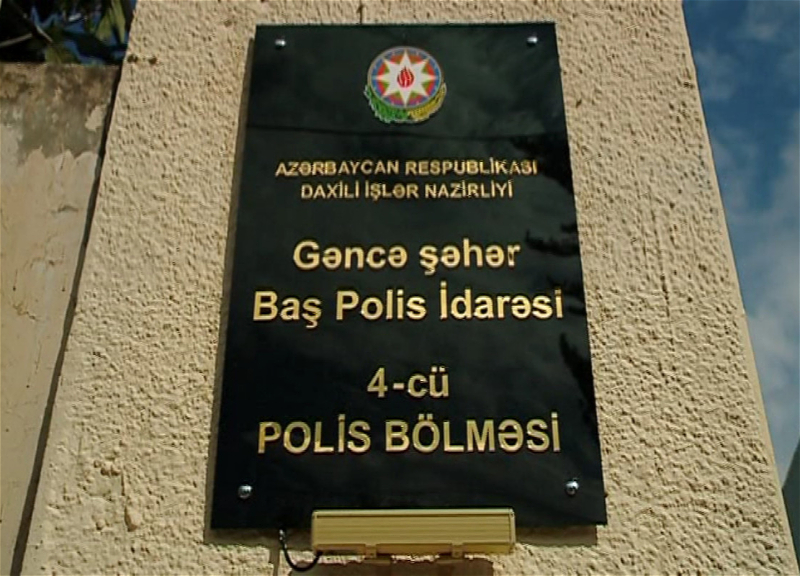 AZƏRBAYCAN RESPUBLİKASI
DAXİLİ İŞLƏR NAZİRLİYİ
Gəncə şəhər
Baş Polis İdarəsi
4-cü
POLİS BÖLMƏSİ